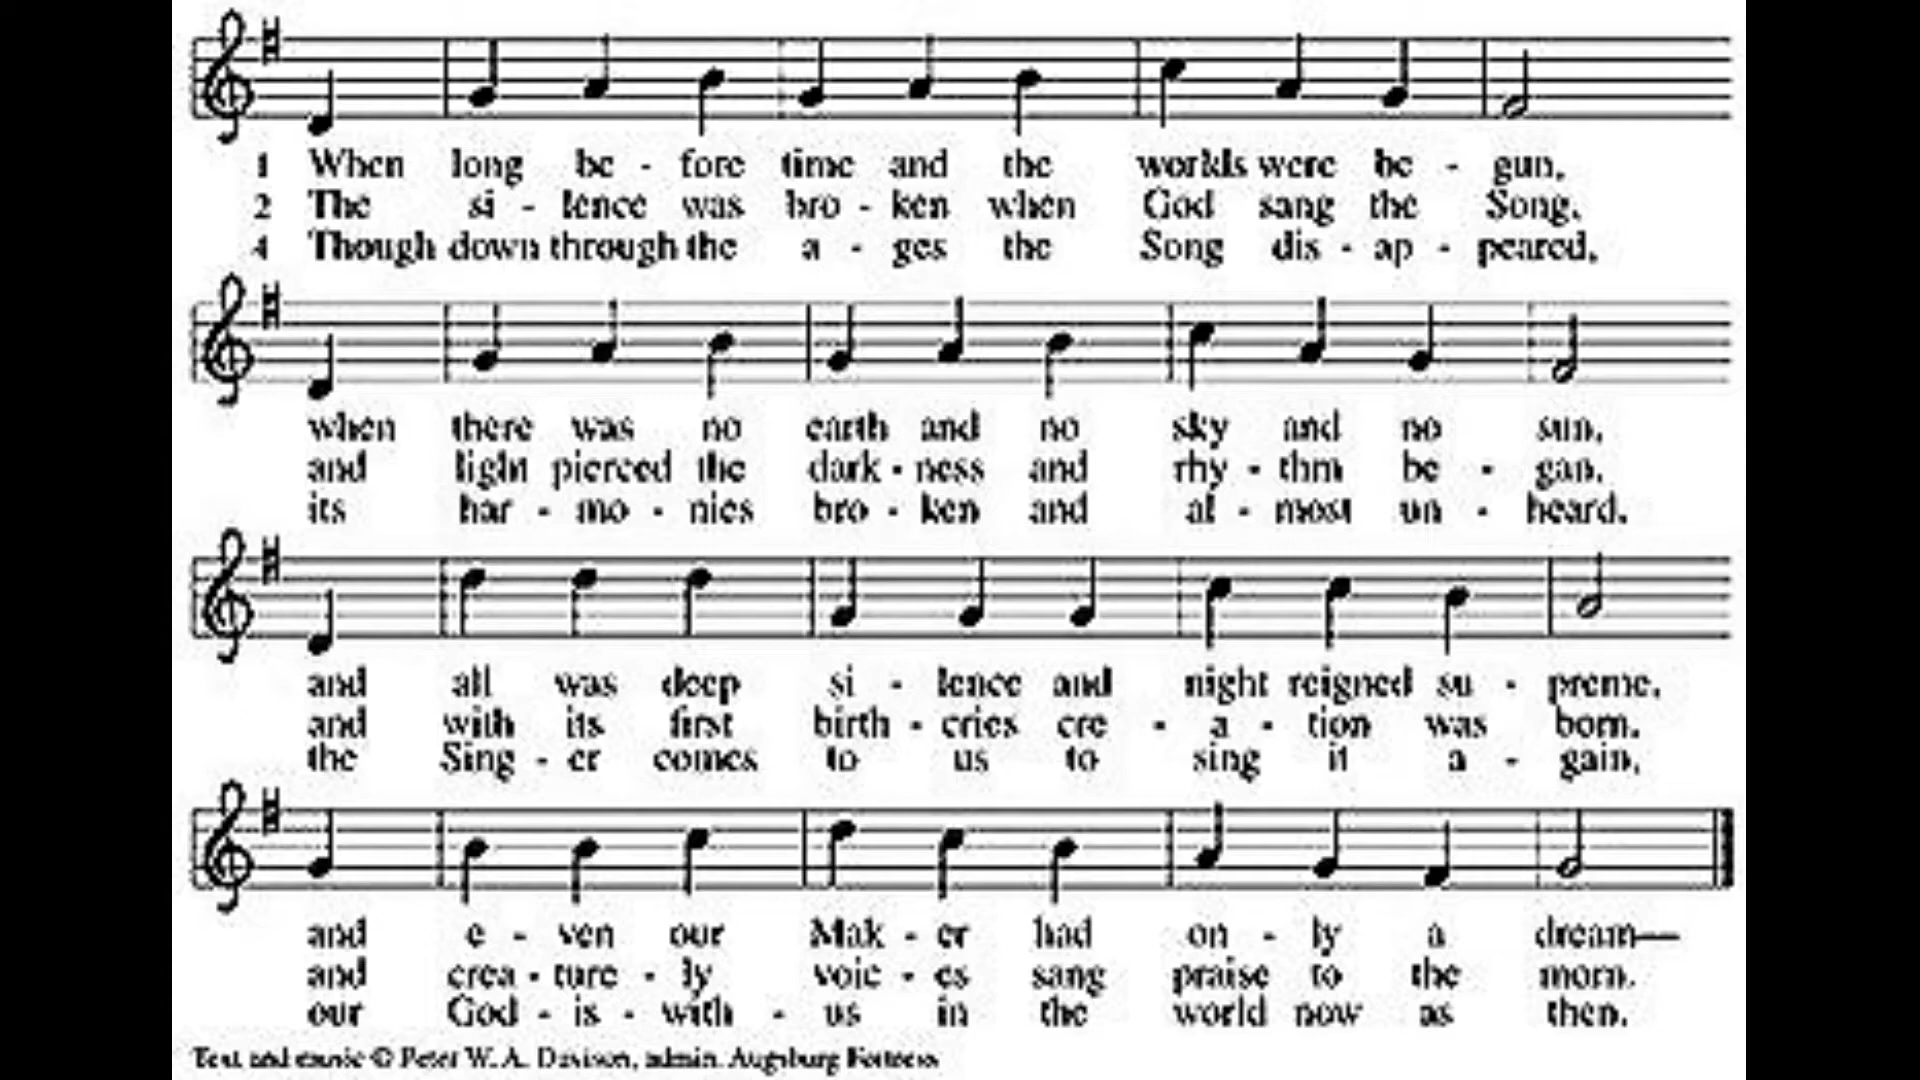 1 When long be - fore time and the worlds were be - gun,
2 The si - lence was bro - ken when God sang the Song,
4 Though down through the a - ges the Song dis - ap - peared,
when there was no earth and no sky and no sun,
and light pierced the dark - ness and rhy - thm be - gan,
its har - mo - nies bro - ken and al - most un - heard,
and all was deep si - lence and night reigned su - preme,
and with its first birth - cries cre - a - tion was born,
the Sing - er comes to us to sing it a - gain,
and e - ven our Mak - er had on - ly a dream—
and crea - ture - ly voic - es sang praise to the morn.
our God - is - with - us in the world now as then.
Text and music © Peter W. A. Davison, admin. Augsburg Fortress